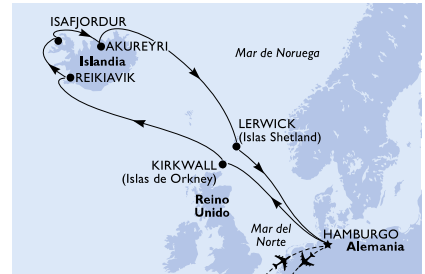 ISAFJORDUR
AKUREYRI
Islandia
REIKIAVIK
Mar de Noruega
LERWICK
(Islas Shetland)
KIRKWALL
(Islas de Orkney)
Reino
Unido
Mar del
Norte
HAMBURGO
Alemania